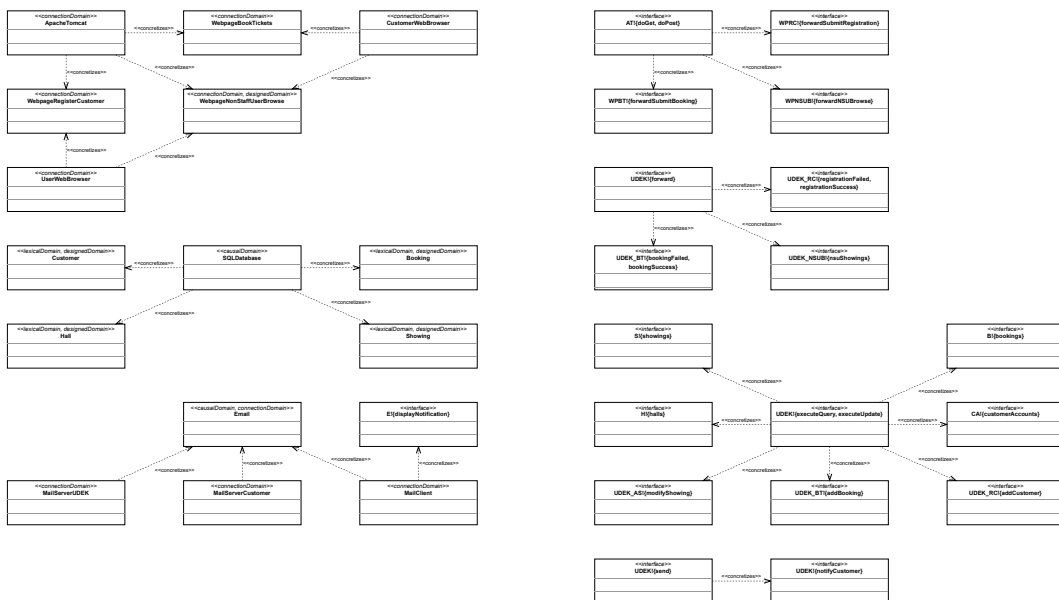 <<connectionDomain>>
ApacheTomcat
<<concretizes>>
<<connectionDomain>>
WebpageBookTickets
<<concretizes>>
<<connectionDomain>>
CustomerWebBrowser
<<concretizes>>
<<concretizes>>
<<concretizes>>
<<connectionDomain>>
WebpageRegisterCustomer
<<connectionDomain, designedDomain>>
WebpageNonStaffUserBrowse
<<concretizes>>
<<concretizes>>
<<connectionDomain>>
UserWebBrowser
<<lexicalDomain, designedDomain>>
Customer
<<concretizes>>
<<causalDomain>>
SQLDatabase
<<concretizes>>
<<lexicalDomain, designedDomain>>
Booking
<<concretizes>>
<<concretizes>>
<<lexicalDomain, designedDomain>>
Hall
<<lexicalDomain, designedDomain>>
Showing
<<causalDomain, connectionDomain>>
Email
<<interface>>
E!{displayNotification}
<<concretizes>>
<<concretizes>>
<<concretizes>>
<<concretizes>>
<<connectionDomain>>
MailServerUDEK
<<connectionDomain>>
MailServerCustomer
<<connectionDomain>>
MailClient
<<interface>>
AT!{doGet, doPost}
<<concretizes>>
<<interface>>
WPRC!{forwardSubmitRegistration}
<<concretizes>>
<<concretizes>>
<<interface>>
WPBT!{forwardSubmitBooking}
<<interface>>
WPNSUB!{forwardNSUBrowse}
<<interface>>
UDEK!{forward}
<<concretizes>>
<<interface>>
UDEK_RC!{registrationFailed,
registrationSuccess}
<<concretizes>>
<<concretizes>>
<<interface>>
UDEK_BT!{bookingFailed,
bookingSuccess}
<<interface>>
UDEK_NSUB!{nsuShowings}
<<interface>>
S!{showings}
<<interface>>
B!{bookings}
<<concretizes>>
<<concretizes>>
<<interface>>
H!{halls}
<<concretizes>>
<<interface>>
UDEK!{executeQuery, executeUpdate}
<<concretizes>>
<<interface>>
CA!{customerAccounts}
<<concretizes>>
<<concretizes>>
<<concretizes>>
<<interface>>
UDEK_AS!{modifyShowing}
<<interface>>
UDEK_BT!{addBooking}
<<interface>>
UDEK_RC!{addCustomer}
<<interface>>
UDEK!{send}
<<concretizes>>
<<interface>>
UDEK!{notifyCustomer}